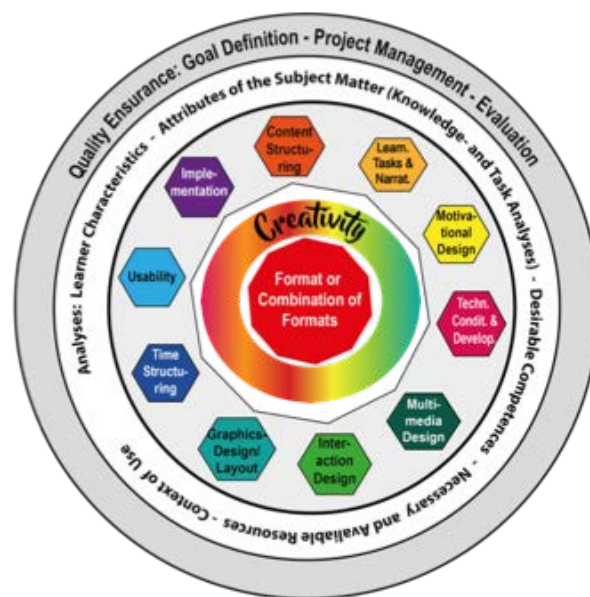 Quality Ensurance: Goal Definition - Project Management - Evaluation
Analyses: Learner Characteristics - Attributes of the Subject Matter (Knowledge- and Task Analyses) - Desirable Competences - Necessary and Avaliable Resources - Context of Use
Content
Structu-
ring
Learn.
Tasks &
Narrat.
Motiva-
tional
Design
Techn.
Condit. &
Develop.
Multi-
media
Design
Inter-
action
Design
Graphics-
Design/
Layout
Time
Structu-
ring
Usability
Imple-
mentation
Creativity
Format or
Combination of
Formats